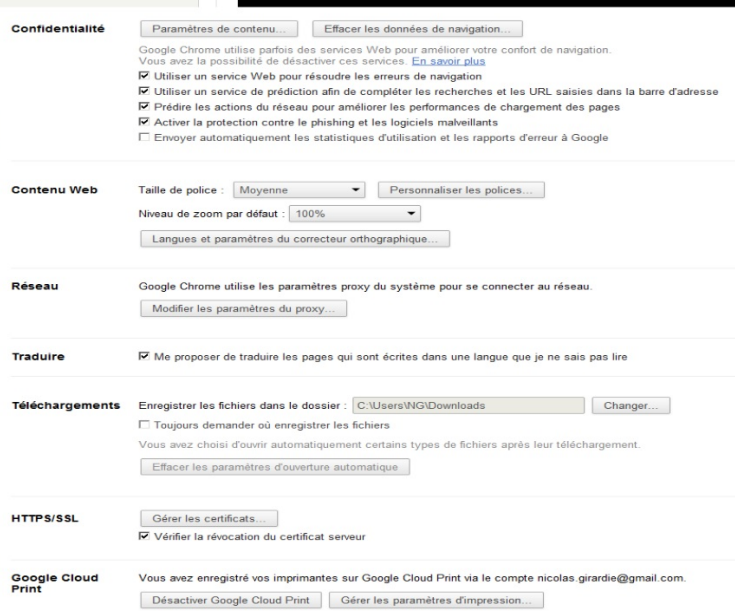 Confidentialité
Paramètres de contenu... Effacer les données de navigation...
Google Chrome utilise parfois des services Web pour améliorer votre confort de navigation.
Vous avez la possibilité de désactiver ces services. En savoir plus
Utiliser un service Web pour résoudre les erreurs de navigation
Utiliser un service de prédiction afin de compléter les recherches et les URL saisies dans la barre d'adresse
Prédire les actions du réseau pour améliorer les performances de chargement des pages
Activer la protection contre le phishing et les logiciels malveillants
Envoyer automatiquement les statistiques d'utilisation et les rapports d'erreur à Google
Contenu Web
Taille de police : Moyenne Personnaliser les polices...
Niveau de zoom par défaut : 100%
Langues et paramètres du correcteur orthographique...
Réseau
Google Chrome utilise les paramètres proxy du système pour se connecter au réseau.
Modifier les paramètres du proxy...
Traduire
Me proposer de traduire les pages qui sont écrites dans une langue que je ne sais pas lire
Téléchargements
Enregistrer les fichiers dans le dossier : C:\Users\NG\Downloads Changer...
Toujours demander où enregistrer les fichiers
Vous avez choisi d'ouvrir automatiquement certains types de fichiers après leur téléchargement.
Effacer les paramètres d'ouverture automatique
HTTPS/SSL
Gérer les certificats...
Vérifier la révocation du certificat serveur
Google Cloud
Print
Vous avez enregistré vos imprimantes sur Google Cloud Print via le compte nicolas.girardie@gmail.com.
Désactiver Google Cloud Print Gérer les paramètres d'impression...